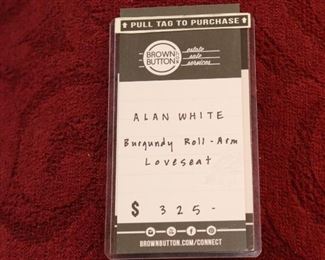 PULL TAG TO PURCHASE
BROWN
BUTTON
estate
sale
services
ALAN WHITE
Burgundy Roll-Arm
Loveseat
$ 325-
BROWNBUTTON.COM/CONNECT